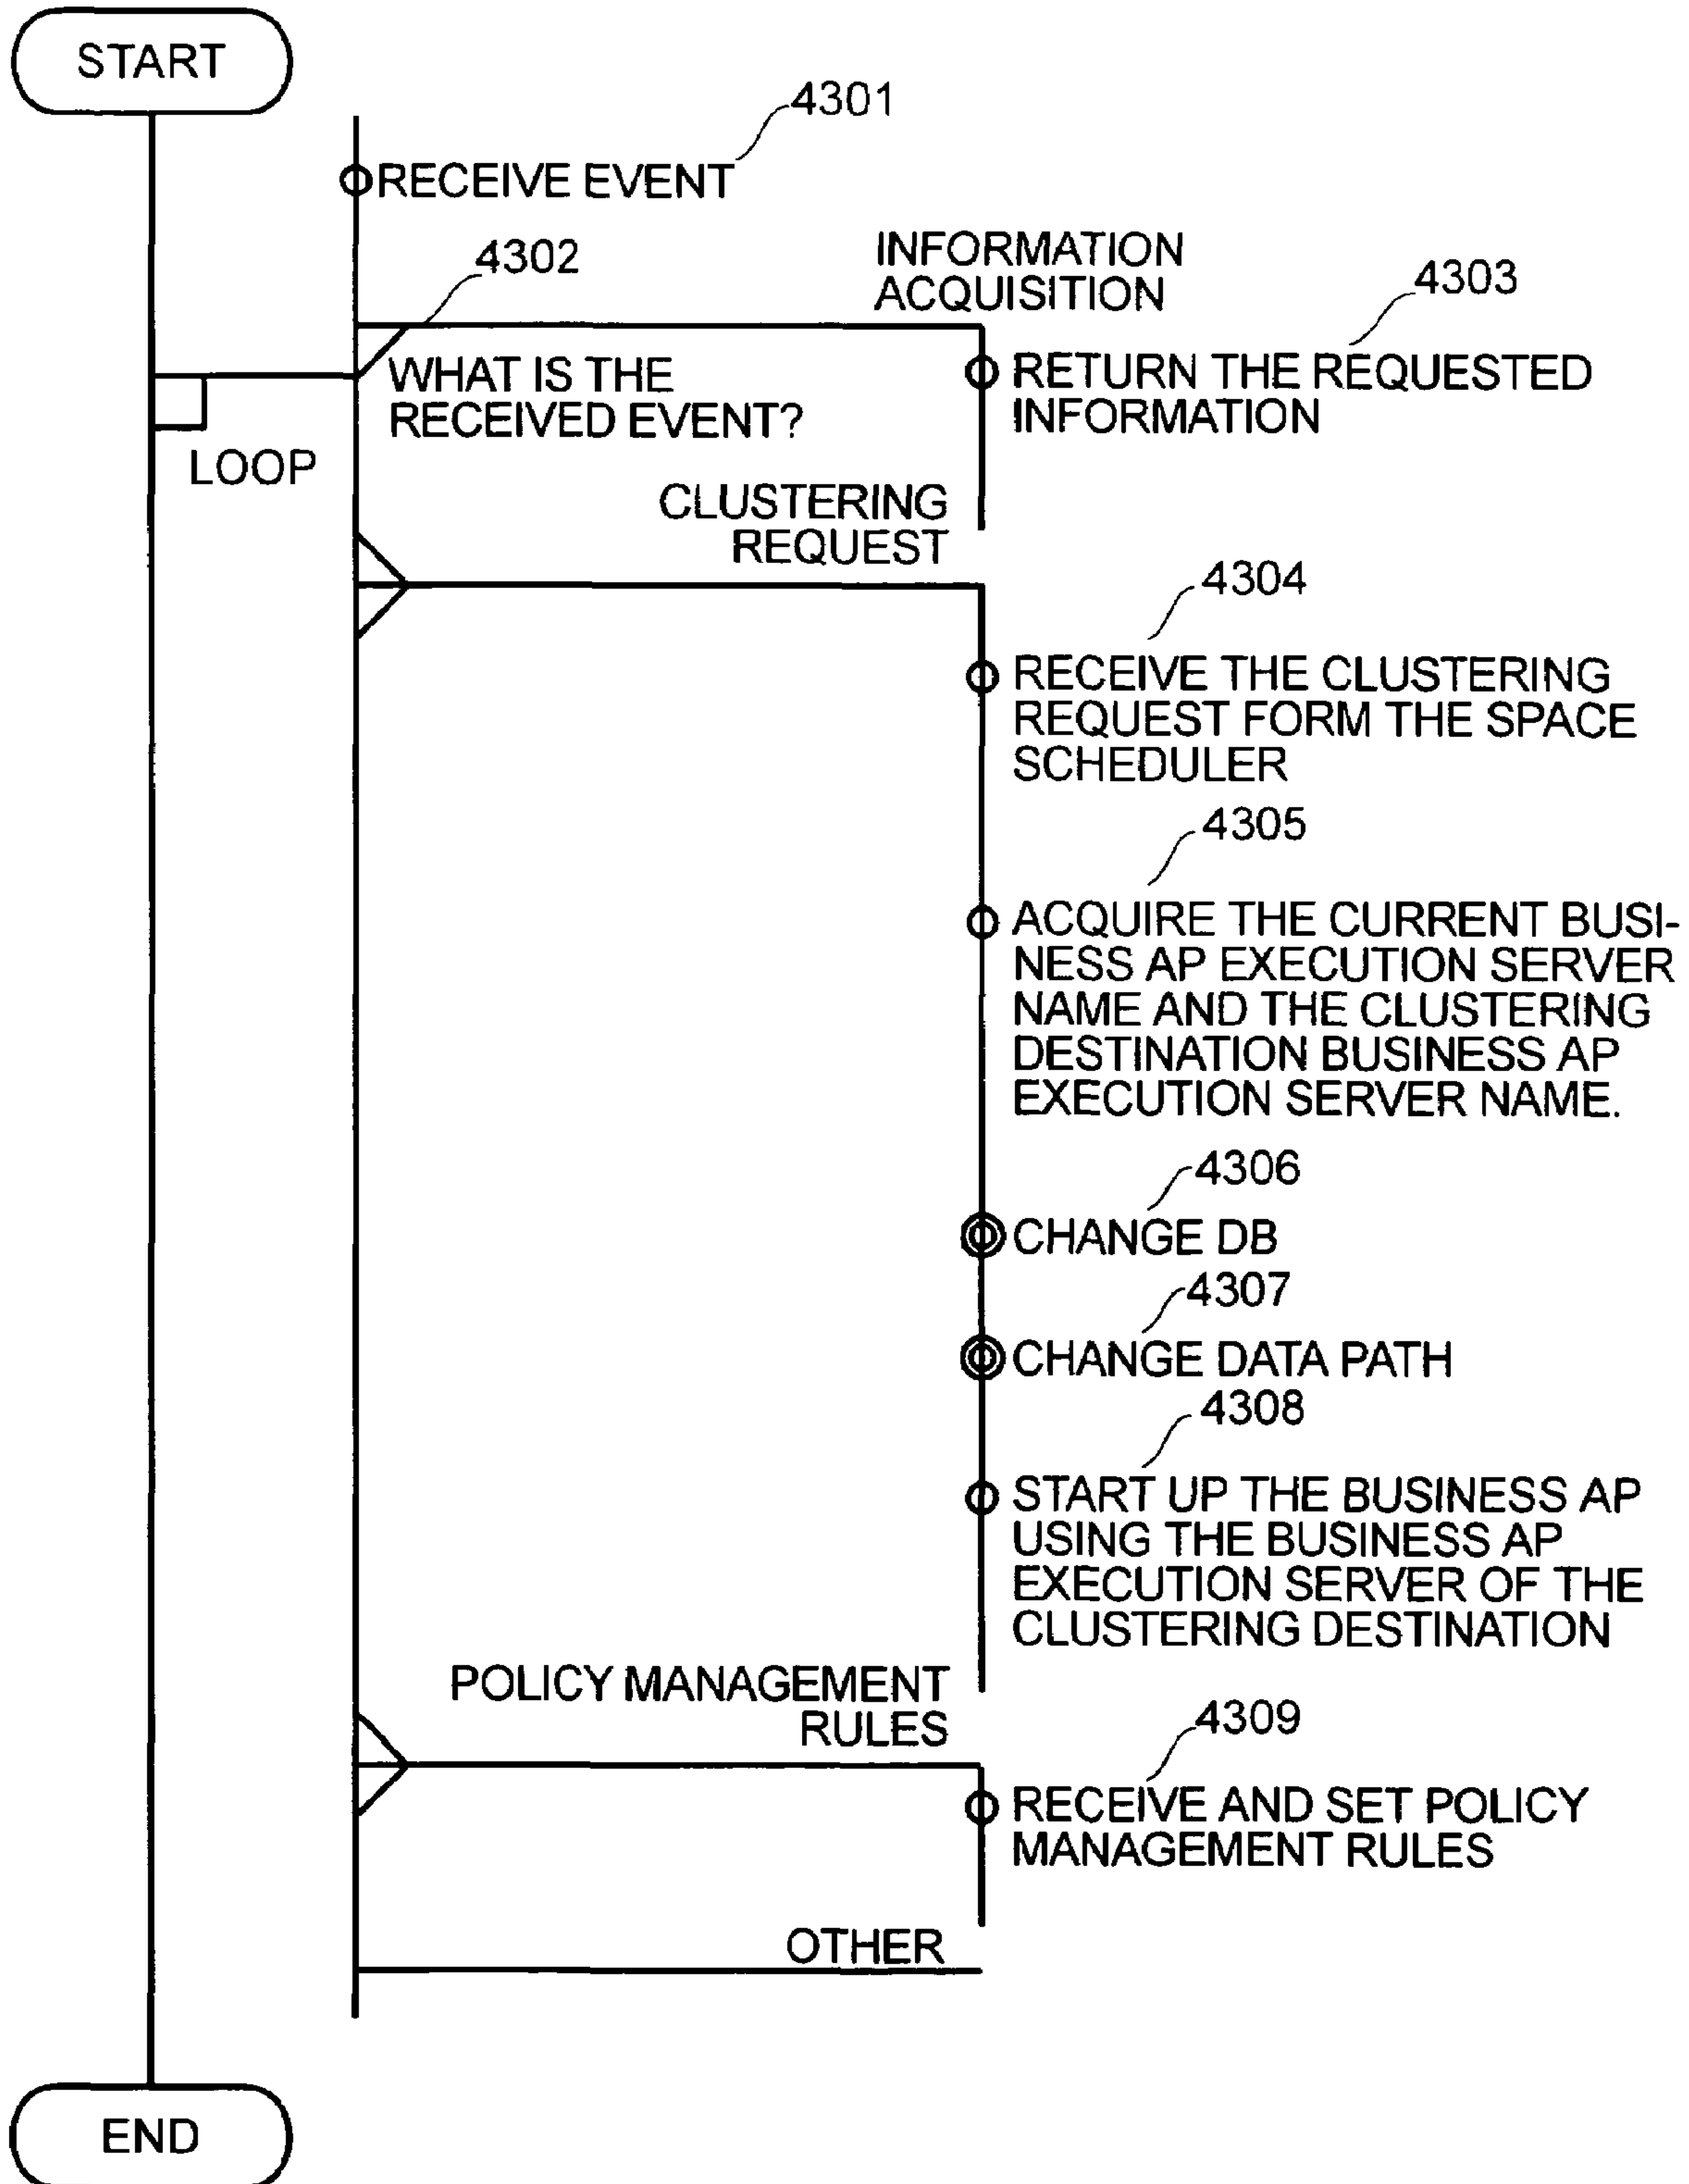 START
4301
RECEIVE EVENT
4302
INFORMATION
ACQUISITION
4303
WHAT IS THE
RECEIVED EVENT?
RETURN THE REQUESTED
INFORMATION
LOOP
CLUSTERING
REQUEST
4304
RECEIVE THE CLUSTERING
REQUEST FORM THE SPACE
SCHEDULER
4305
ACQUIRE THE CURRENT BUSI-
NESS AP EXECUTION SERVER
NAME AND THE CLUSTERING
DESTINATION BUSINESS AP
EXECUTION SERVER NAME.
4306
CHANGE DB
4307
CHANGE DATA PATH
4308
START UP THE BUSINESS AP
USING THE BUSINESS AP
EXECUTION SERVER OF THE
CLUSTERING DESTINATION
POLICY MANAGEMENT
RULES
4309
RECEIVE AND SET POLICY
MANAGEMENT RULES
OTHER
END